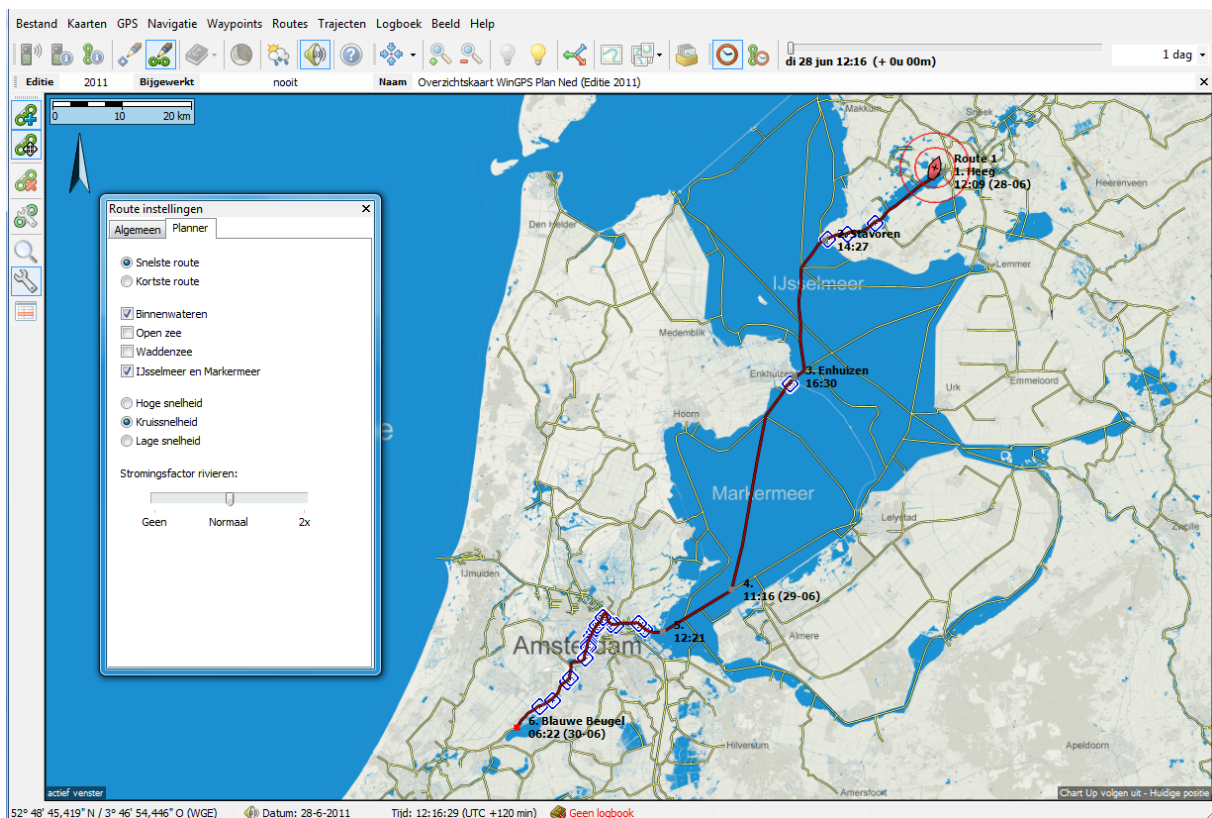 Bestand Kaarten GPS Navigatie Waypoints Routes Trajecten Logboek Beeld Help
di 28 jun 12:16 (+ 0u 00m)
1 dag
Editie 2011 Bijgewerkt nooit Naam Overzichtskaart WinGPS Plan Ned (Editie 2011)
0 10 20 km
Makkum
Sneek
Route 1
1. Heeg
12:09 (28-06)
Heerenveen
Route instellingen
Algemeen Planner
Snelste route
Kortste route
Binnenwateren
Open zee
Waddenzee
IJsselmeer en Markermeer
Hoge snelheid
Kruissnelheid
Lage snelheid
Stromingsfactor rivieren:
Geen Normaal 2x
Den Helder
2. Stavoren
14:27
Lemmer
IJsselmeer
Medemblik
Enkhuizen
3. Enhuizen
16:30
Urk
Emmeloord
Hoorn
Markermeer
Lelystad
Zwolle
IJmuiden
4.
11:16 (29-06)
5.
12:21
Almere
Amsterdam
6. Blauwe Beugel
06:22 (30-06)
Hilversum
Apeldoorn
Amersfoort
actief venster
Chart Up volgen uit - Huidige positie
52° 48' 45,419" N / 3° 46' 54,446" O (WGE) Datum: 28-6-2011 Tijd: 12:16:29 (UTC +120 min) Geen logboek